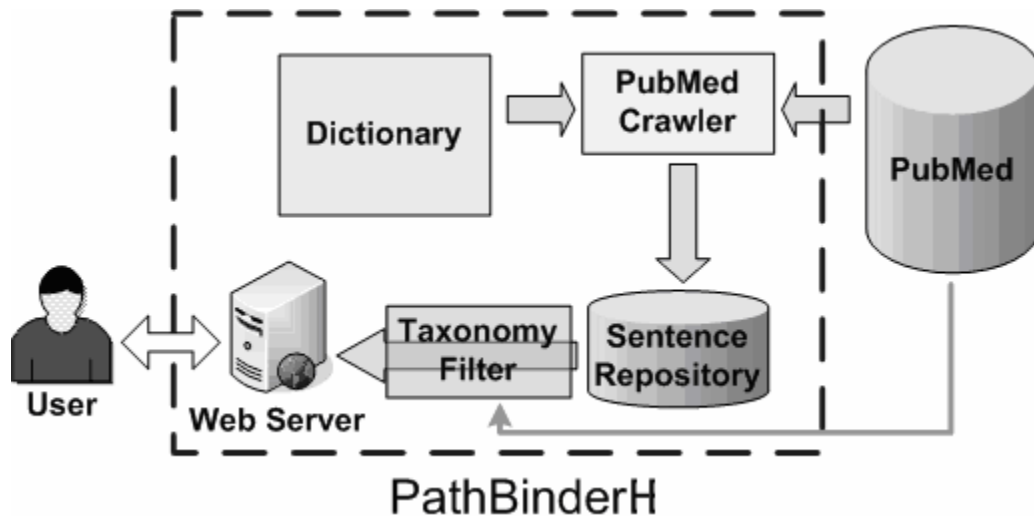 PubMed
Crawler
Dictionary
PubMed
Taxonomy
Filter
Sentence
Repository
User
Web Server
PathBinderH